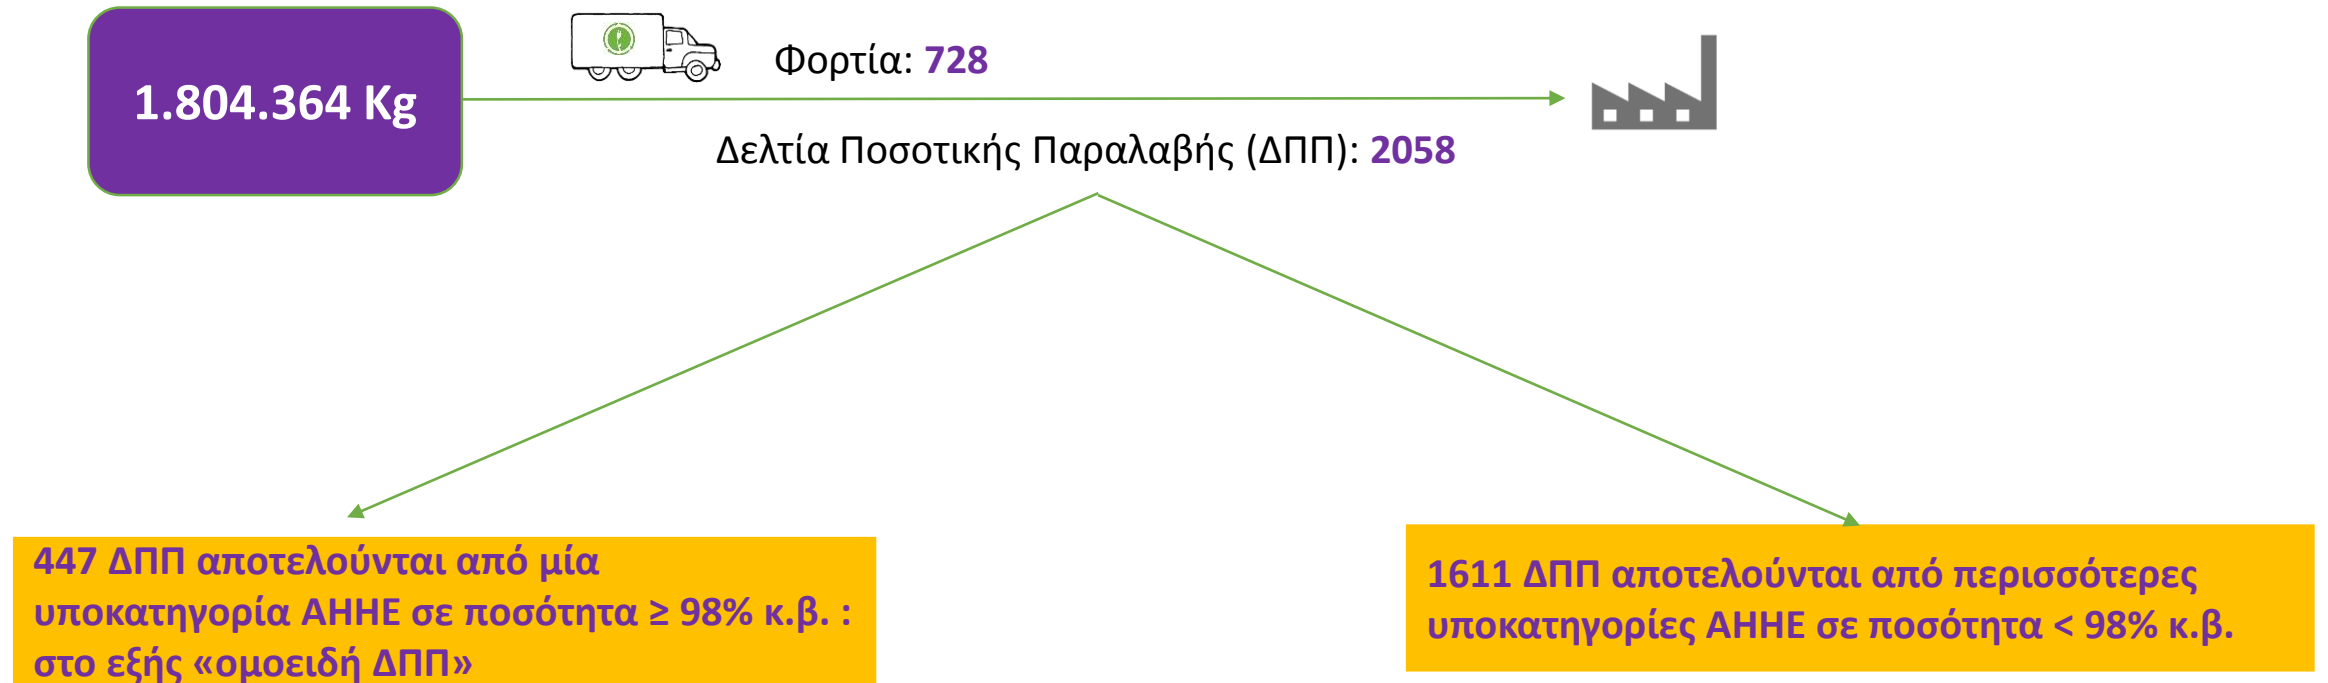 1.804.364 Kg
Φορτία: 728
Δελτία Ποσοτικής Παραλαβής (ΔΠΠ): 2058
447 ΔΠΠ αποτελούνται από μία
υποκατηγορία ΑΗΗΕ σε ποσότητα ≥ 98% κ.β. :
στο εξής «ομοειδή ΔΠΠ»
1611 ΔΠΠ αποτελούνται από περισσότερες
υποκατηγορίες ΑΗΗΕ σε ποσότητα < 98% κ.β.